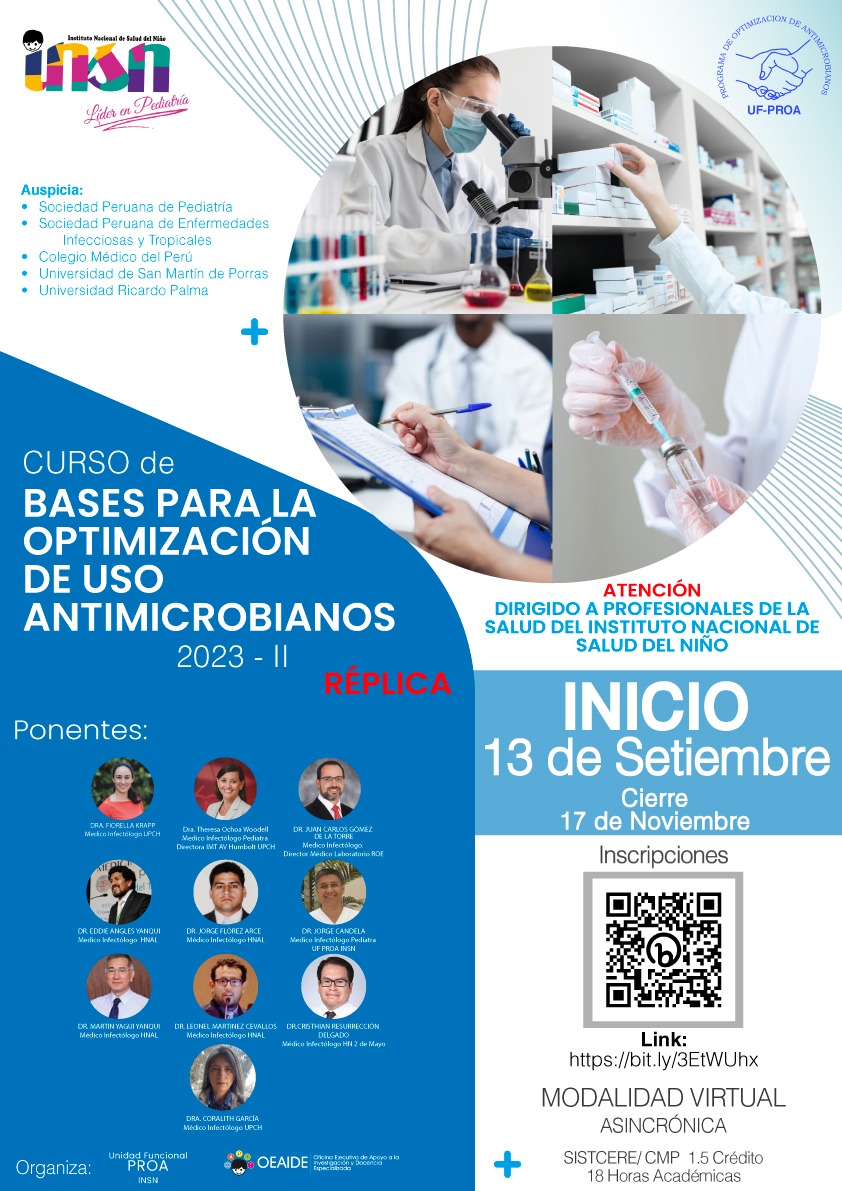 Instituto Nacional de Salud del Niño
insn
Líder en Pediatría
PROGRAMA DE OPTIMIZACIÓN DE ANTIMICROBIANOS
UF-PROA
Auspicia:
• Sociedad Peruana de Pediatría
• Sociedad Peruana de Enfermedades
Infecciosas y Tropicales
• Colegio Médico del Perú
• Universidad de San Martín de Porras
• Universidad Ricardo Palma
CURSO de
BASES PARA LA
OPTIMIZACIÓN
DE USO
ANTIMICROBIANOS
2023 - II
RÉPLICA
ATENCIÓN
DIRIGIDO A PROFESIONALES DE LA
SALUD DEL INSTITUTO NACIONAL DE
SALUD DEL NIÑO
INICIO
13 de Setiembre
Cierre
17 de Noviembre
Ponentes:
DRA. FIORELLA KRAPP
Medico Infectólogo UPCH
Dra. Theresa Ochoa Woodell
Médico Infectólogo Pediatra
Directora IMT AV Humbolt UPCH
DR. JUAN CARLOS GÓMEZ
DE LA TORRE
Medico Infectólogo.
Director Médico Laboratorio ROE
DR. EDDIE ANGLES YANQUI
Medico Infectólogo HNAL
DR. JORGE FLOREZ ARCE
Médico Infectólogo HNAL
DR. JORGE CANDELA
Medico Infectólogo Pediatra
UF PROA INSN
DR. MARTÍN YAGUI YANQUI
Médico Infectólogo HNAL
DR. LEONEL MARTINEZ CEVALLOS
Médico Infectólogo HNAL
DR.CRISTHIAN RESURRECCIÓN
DELGADO
Médico Infectólogo HN 2 de Mayo
DRA. CORALITH GARCÍA
Médico Infectólogo UPCH
Inscripciones
Link:
https://bit.ly/3EtWUhx
MODALIDAD VIRTUAL
ASINCRÓNICA
SISTCERE/ CMP 1.5 Crédito
18 Horas Académicas
Organiza:
Unidad Funcional
PROA
INSN
OEAIDE
Oficina Ejecutiva de Apoyo a la
Investigación y Docencia
Especializada